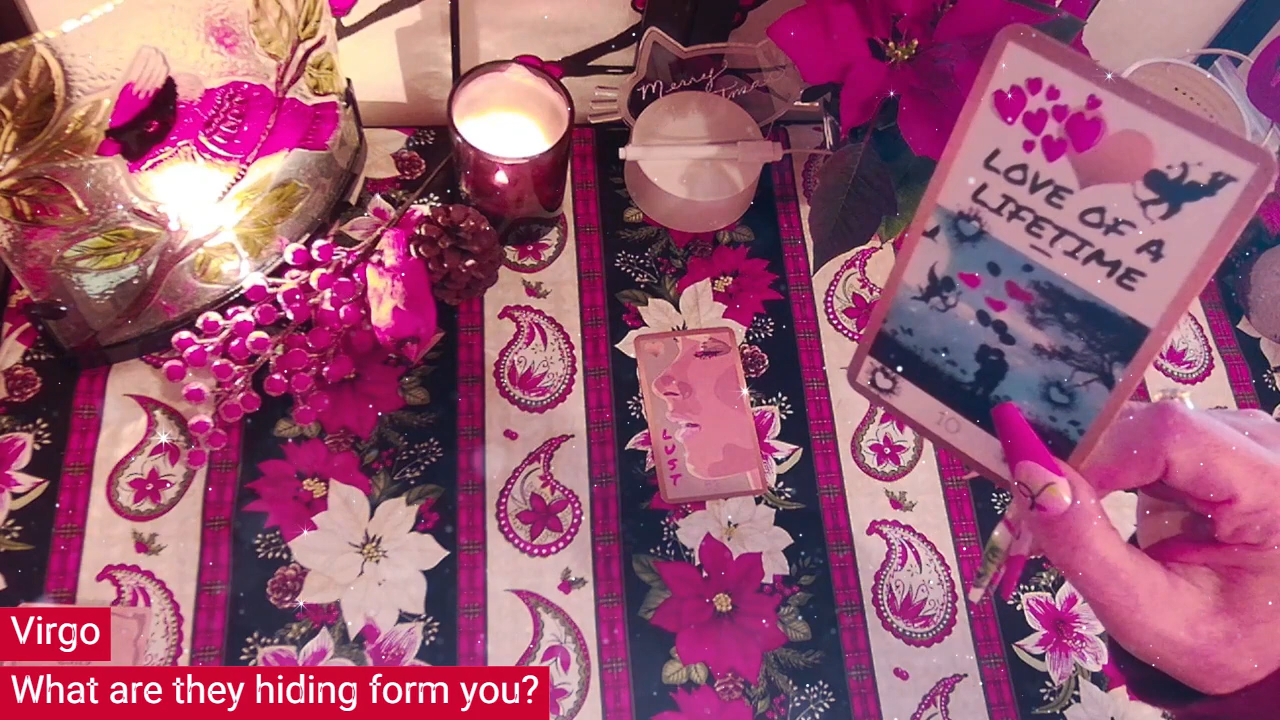 Merry
LOVE OF A
LIFETIME
10
LUST
Virgo
What are they hiding form you?